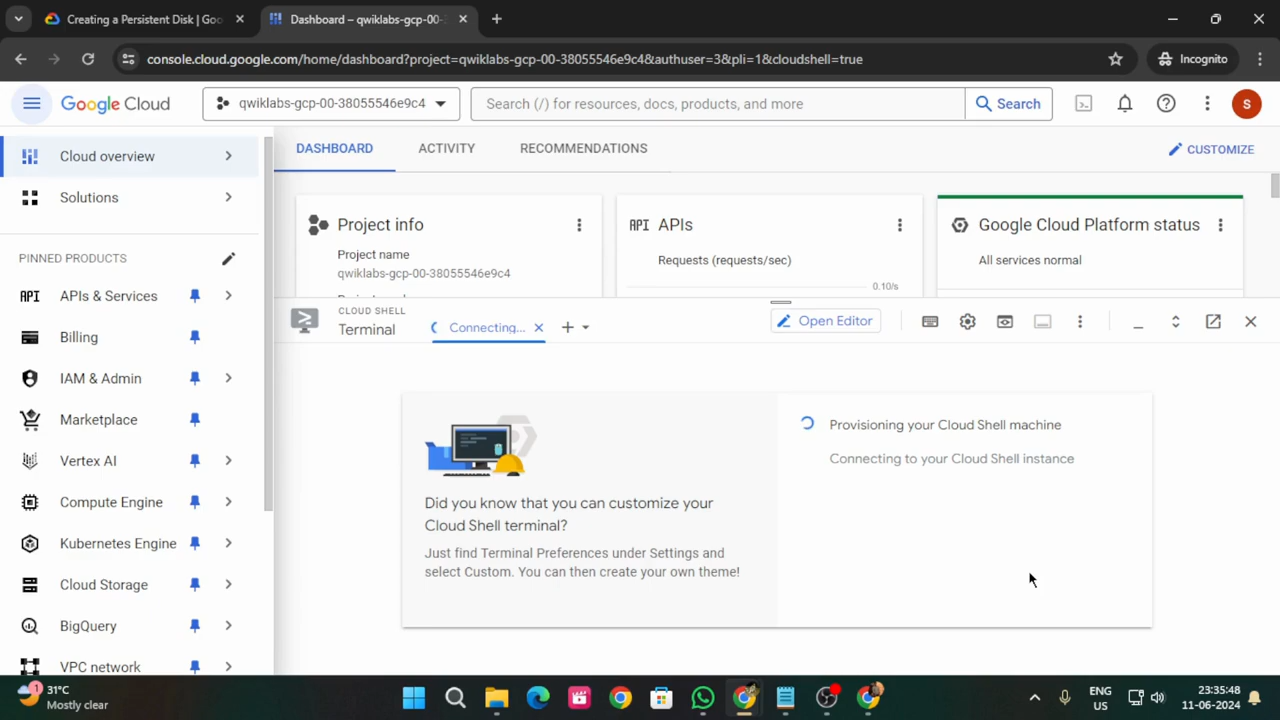 Creating a Persistent Disk | Goo
Dashboard – qwiklabs-gcp-00-
console.cloud.google.com/home/dashboard?project=qwiklabs-gcp-00-38055546e9c4&authuser=3&pli=1&cloudshell=true
Incognito
Google Cloud
qwiklabs-gcp-00-38055546e9c4
Search (/) for resources, docs, products, and more
Search
S
Cloud overview
Solutions
PINNED PRODUCTS
API
APIs & Services
Billing
IAM & Admin
Marketplace
Vertex AI
Compute Engine
Kubernetes Engine
Cloud Storage
BigQuery
VPC network
DASHBOARD
ACTIVITY
RECOMMENDATIONS
CUSTOMIZE
Project info
Project name
qwiklabs-gcp-00-38055546e9c4
API
APIs
Requests (requests/sec)
0.10/s
Google Cloud Platform status
All services normal
CLOUD SHELL
Terminal
Connecting...
Open Editor
Did you know that you can customize your
Cloud Shell terminal?
Just find Terminal Preferences under Settings and
select Custom. You can then create your own theme!
Provisioning your Cloud Shell machine
Connecting to your Cloud Shell instance
1
31°C
Mostly clear
ENG
US
23:35:48
11-06-2024